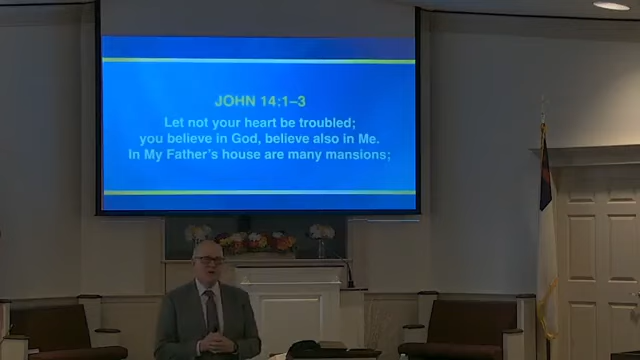 JOHN 14:1–3
Let not your heart be troubled;
you believe in God, believe also in Me.
In My Father's house are many mansions;